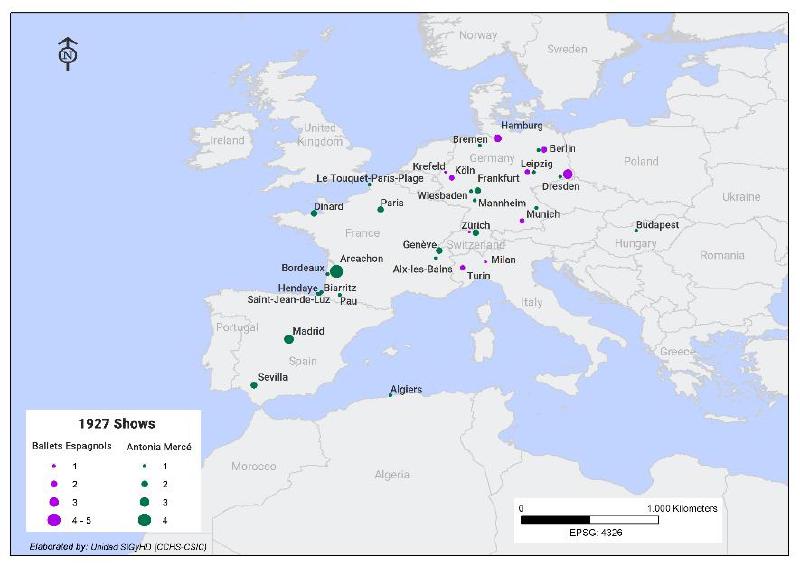 N
Norway
Sweden
Ireland
United
Kingdom
Hamburg
Bremen
Berlin
Germany
Poland
Krefeld
Köln
Leipzig
Frankfurt
Le Touquet-Paris-Plage
Dresden
Ukraine
Wiesbaden
Mannheim
Paris
Dinard
Munich
Zürich
Budapest
France
Genève
Switzerland
Hungary
Romania
Arcachon
Milan
Bordeaux
Aix-les-Bains
Turin
Hendaye
Biarritz
Saint-Jean-de-Luz
Pau
Italy
Portugal
Madrid
Spain
Greece
Sevilla
Algiers
Morocco
Algeria
1927 Shows
Ballets Espagnols
Antonia Mercé
1 1
2 2
3 3
4 - 5 4
0 1.000 Kilometers
EPSG: 4326
Elaborated by: Unidad SIGyHD (CCHS-CSIC)